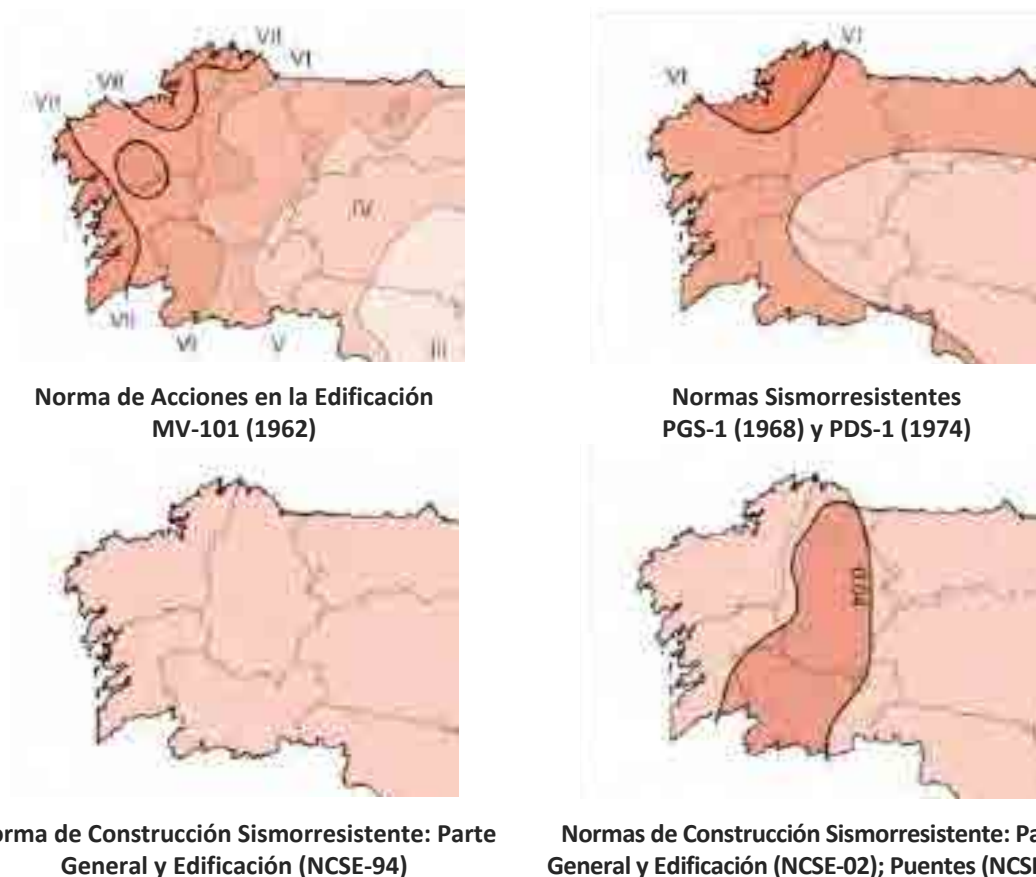 VII
VI
VII
VII
IV
VII
VI
V
III
VI
VI
Norma de Acciones en la Edificación
MV-101 (1962)
Normas Sismorresistentes
PGS-1 (1968) y PDS-1 (1974)
orma de Construcción Sismorresistente: Parte
General y Edificación (NCSE-94)
Normas de Construcción Sismorresistente: Pa
General y Edificación (NCSE-02); Puentes (NCSE